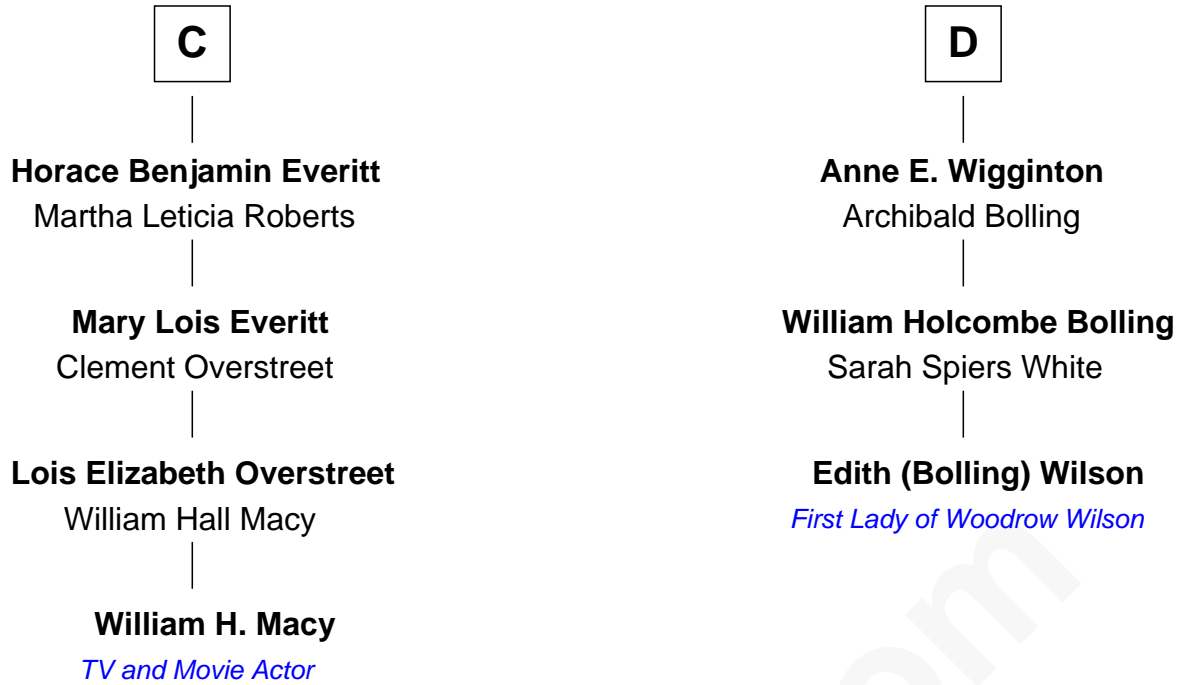 C
Horace Benjamin Everitt
Martha Leticia Roberts
Mary Lois Everitt
Clement Overstreet
Lois Elizabeth Overstreet
William Hall Macy
William H. Macy
TV and Movie Actor
D
Anne E. Wigginton
Archibald Bolling
William Holcombe Bolling
Sarah Spiers White
Edith (Bolling) Wilson
First Lady of Woodrow Wilson
om